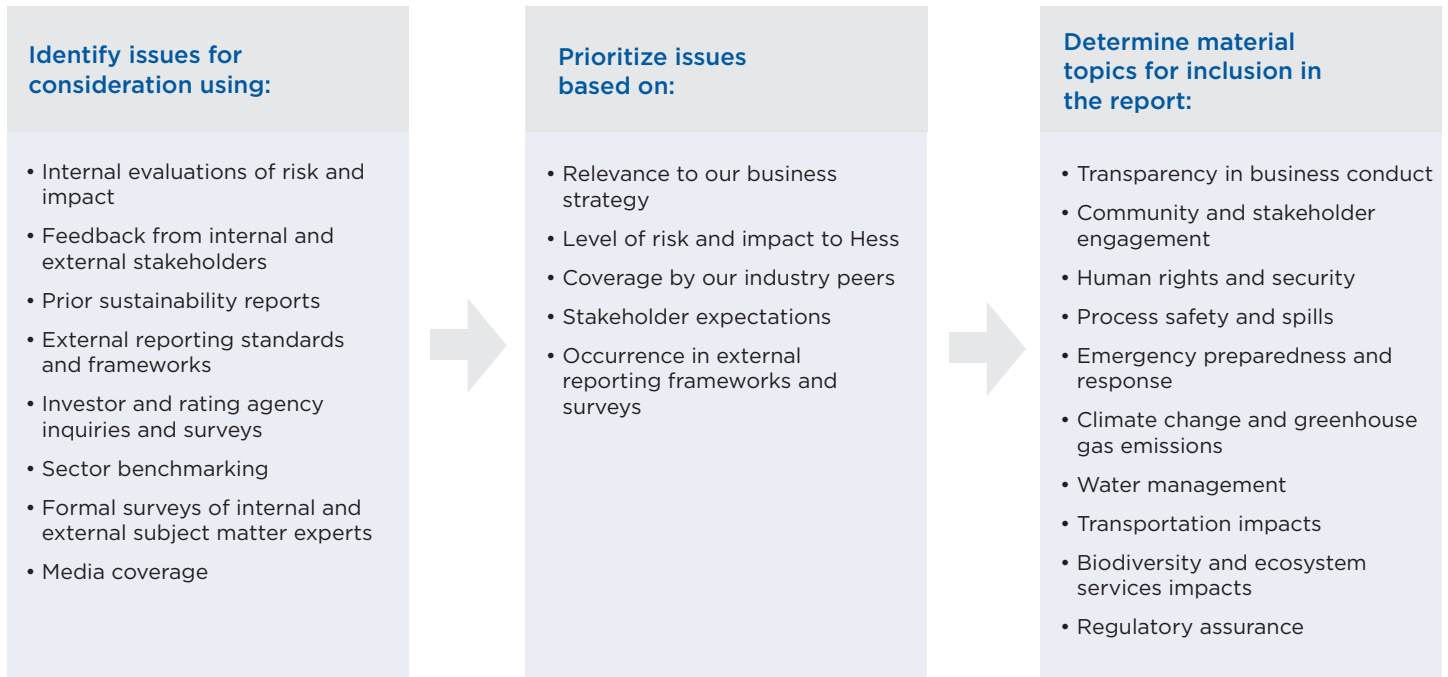 Identify issues for
consideration using:
• Internal evaluations of risk and
impact
• Feedback from internal and
external stakeholders
• Prior sustainability reports
• External reporting standards
and frameworks
• Investor and rating agency
inquiries and surveys
• Sector benchmarking
• Formal surveys of internal and
external subject matter experts
• Media coverage
Prioritize issues
based on:
• Relevance to our business
strategy
• Level of risk and impact to Hess
• Coverage by our industry peers
• Stakeholder expectations
• Occurrence in external
reporting frameworks and
surveys
Determine material
topics for inclusion in
the report:
• Transparency in business conduct
• Community and stakeholder
engagement
• Human rights and security
• Process safety and spills
• Emergency preparedness and
response
• Climate change and greenhouse
gas emissions
• Water management
• Transportation impacts
• Biodiversity and ecosystem
services impacts
• Regulatory assurance